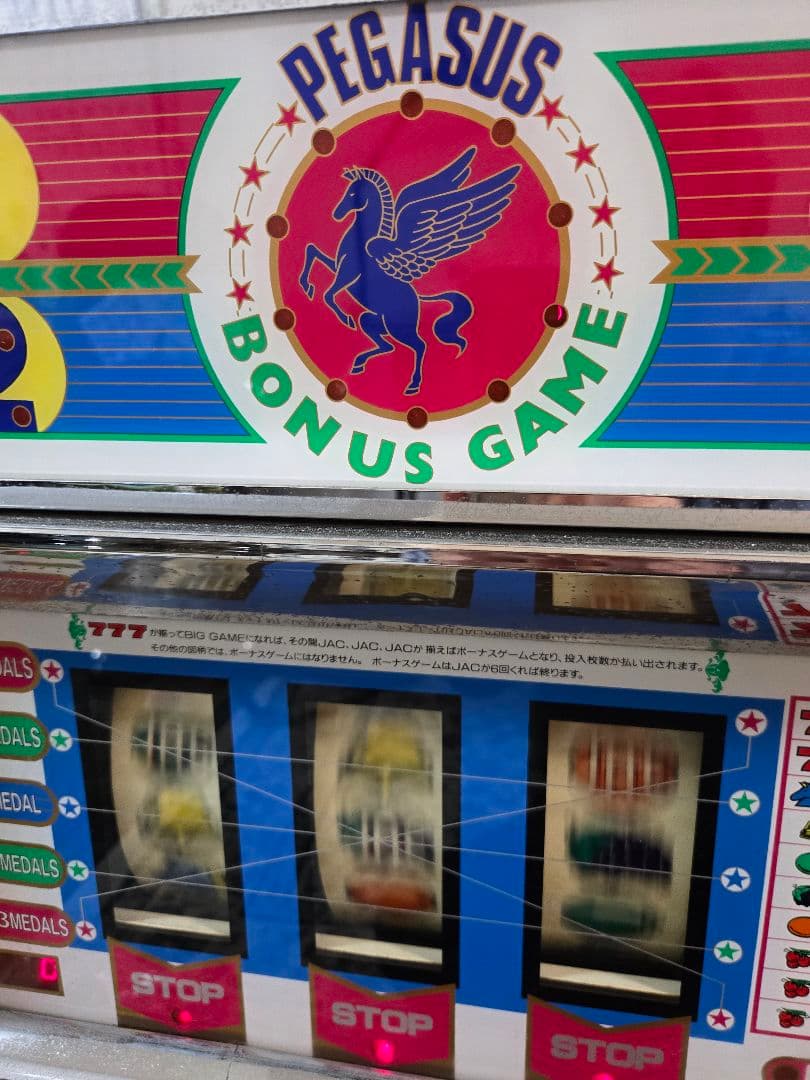 PEGASUS
BONUS GAME
777が揃ってBIG GAMEになれば、その間JAC、JAC、JACが 揃えばボーナスゲームとなり、投入枚数が払い出されます。
その他の図柄では、ボーナスゲームにはなりません。 ボーナスゲームはJACが6回くれば終ります。
DALS
DALS
EDAL
MEDALS
3MEDALS
0
STOP
STOP
STOP